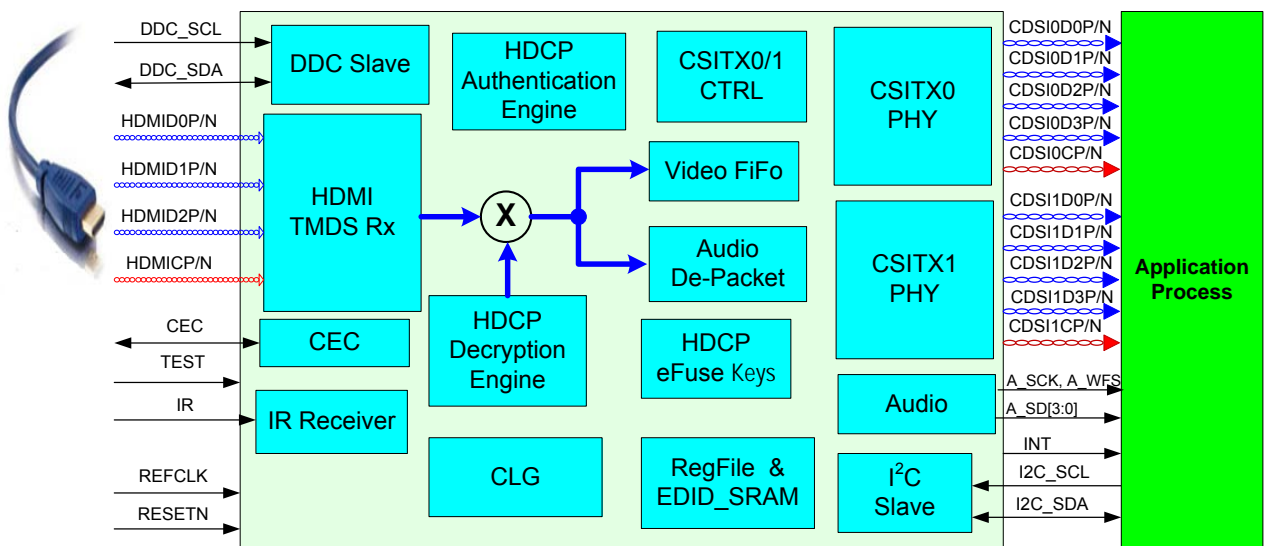 DDC_SCL
DDC_SDA
HDMID0P/N
HDMID1P/N
HDMID2P/N
HDMICP/N
CEC
TEST
IR
REFCLK
RESETN
DDC Slave
HDMI
TMDS Rx
CEC
IR Receiver
HDCP
Authentication
Engine
X
HDCP
Decryption
Engine
CLG
CSITX0/1
CTRL
Video FiFo
Audio
De-Packet
HDCP
eFuse Keys
RegFile &
EDID_SRAM
CSITX0
PHY
CSITX1
PHY
Audio
I²C
Slave
CDSI0D0P/N
CDSI0D1P/N
CDSI0D2P/N
CDSI0D3P/N
CDSI0CP/N
CDSI1D0P/N
CDSI1D1P/N
CDSI1D2P/N
CDSI1D3P/N
CDSI1CP/N
A_SCK, A_WFS
A_SD[3:0]
INT
I2C_SCL
I2C_SDA
Application
Process